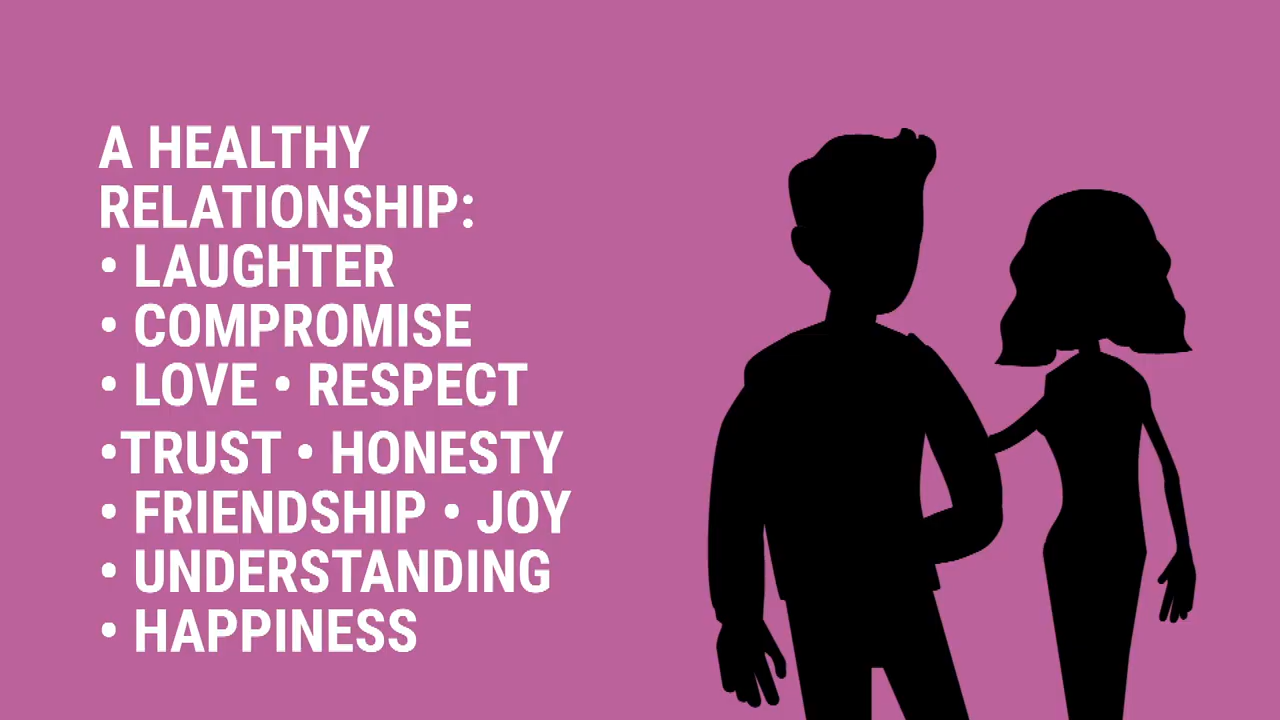 A HEALTHY
RELATIONSHIP:
• LAUGHTER
• COMPROMISE
• LOVE • RESPECT
•TRUST • HONESTY
• FRIENDSHIP • JOY
• UNDERSTANDING
• HAPPINESS